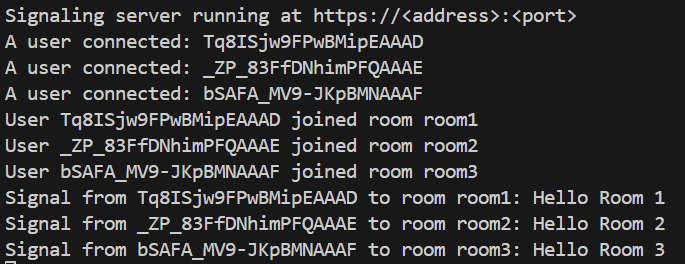 Signaling server running at https://<address>:<port>
A user connected: Tq8ISjw9FPwBMipEAAAD
A user connected: _ZP_83FfDNhimPFQAAAE
A user connected: bSAFA_MV9-JKpBMNAAAF
User Tq8ISjw9FPwBMipEAAAD joined room room1
User _ZP_83FfDNhimPFQAAAE joined room room2
User bSAFA_MV9-JKpBMNAAAF joined room room3
Signal from Tq8ISjw9FPwBMipEAAAD to room room1: Hello Room 1
Signal from _ZP_83FfDNhimPFQAAAE to room room2: Hello Room 2
Signal from bSAFA_MV9-JKpBMNAAAF to room room3: Hello Room 3